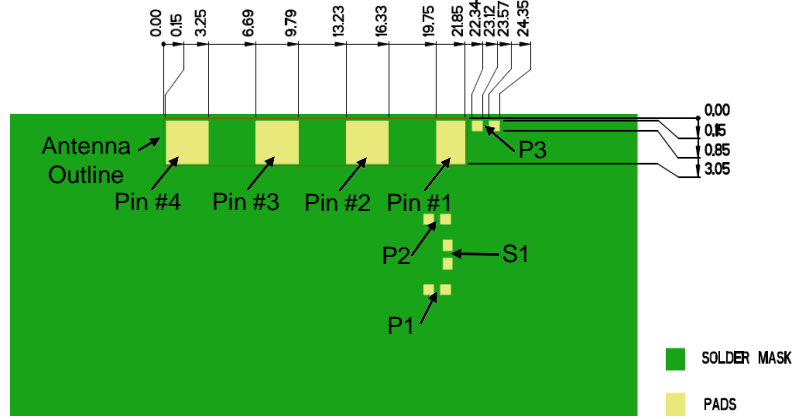 0.00
0.15
3.25
6.69
9.79
13.23
16.33
19.75
21.85
22.34
23.12
23.57
24.35
0.00
0.15
0.85
3.05
Antenna
Outline
P3
Pin #4
Pin #3
Pin #2
Pin #1
P2
S1
P1
SOLDER MASK
PADS